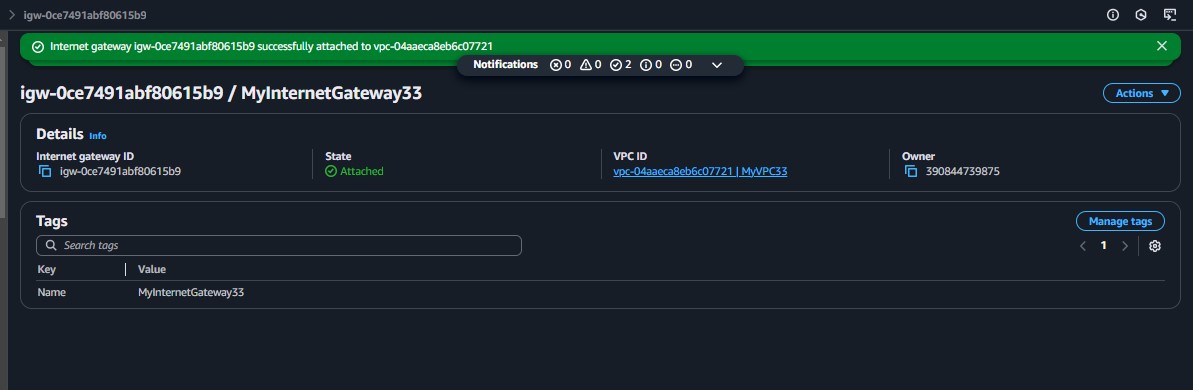 igw-0ce7491abf80615b9
Internet gateway igw-0ce7491abf80615b9 successfully attached to vpc-04aaeca8eb6c07721
Notifications 0 0 2 0 0
igw-0ce7491abf80615b9 / MyInternetGateway33
Actions
Details Info
Internet gateway ID
igw-0ce7491abf80615b9
State
Attached
VPC ID
vpc-04aaeca8eb6c07721 | MyVPC33
Owner
390844739875
Tags
Manage tags
Search tags
1
Key Value
Name MyInternetGateway33